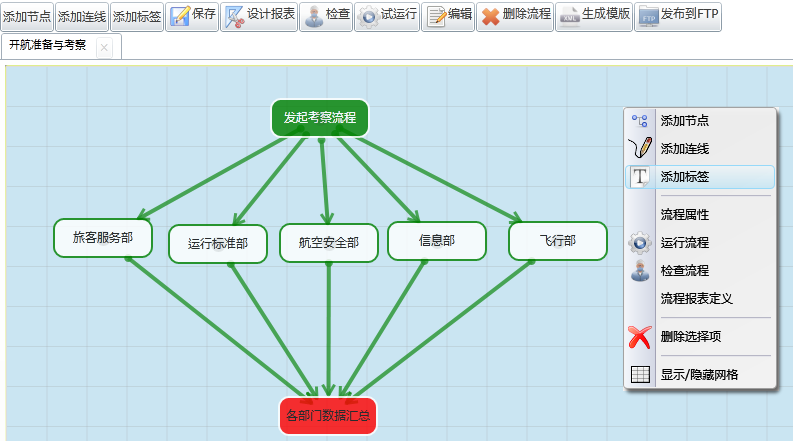 添加节点 添加连线 添加标签 保存 设计报表 检查 试运行 编辑 删除流程 生成模版 发布到FTP
开航准备与考察
发起考察流程
旅客服务部 运行标准部 航空安全部 信息部 飞行部
各部门数据汇总
添加节点
添加连线
添加标签
流程属性
运行流程
检查流程
流程报表定义
删除选择项
显示/隐藏网格